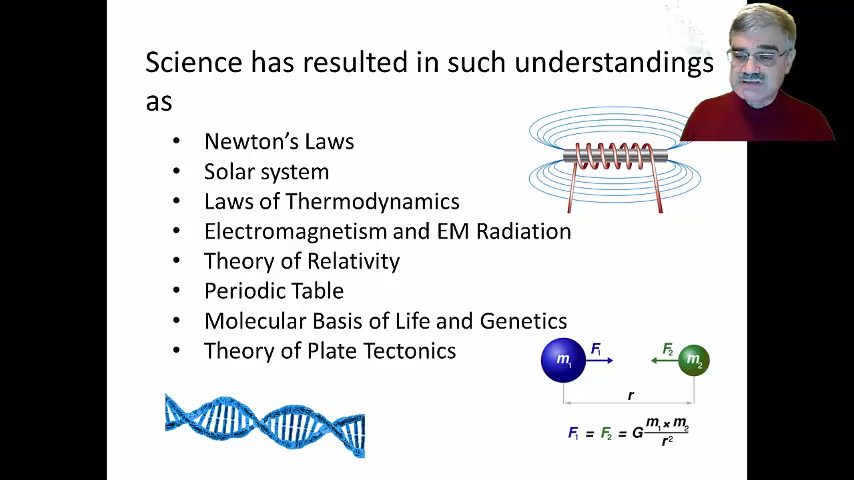 Science has resulted in such understandings
as
• Newton’s Laws
• Solar system
• Laws of Thermodynamics
• Electromagnetism and EM Radiation
• Theory of Relativity
• Periodic Table
• Molecular Basis of Life and Genetics
• Theory of Plate Tectonics
m₁ F₁ F₂ m₂
r
F₁ = F₂ = G m₁ × m₂ / r²